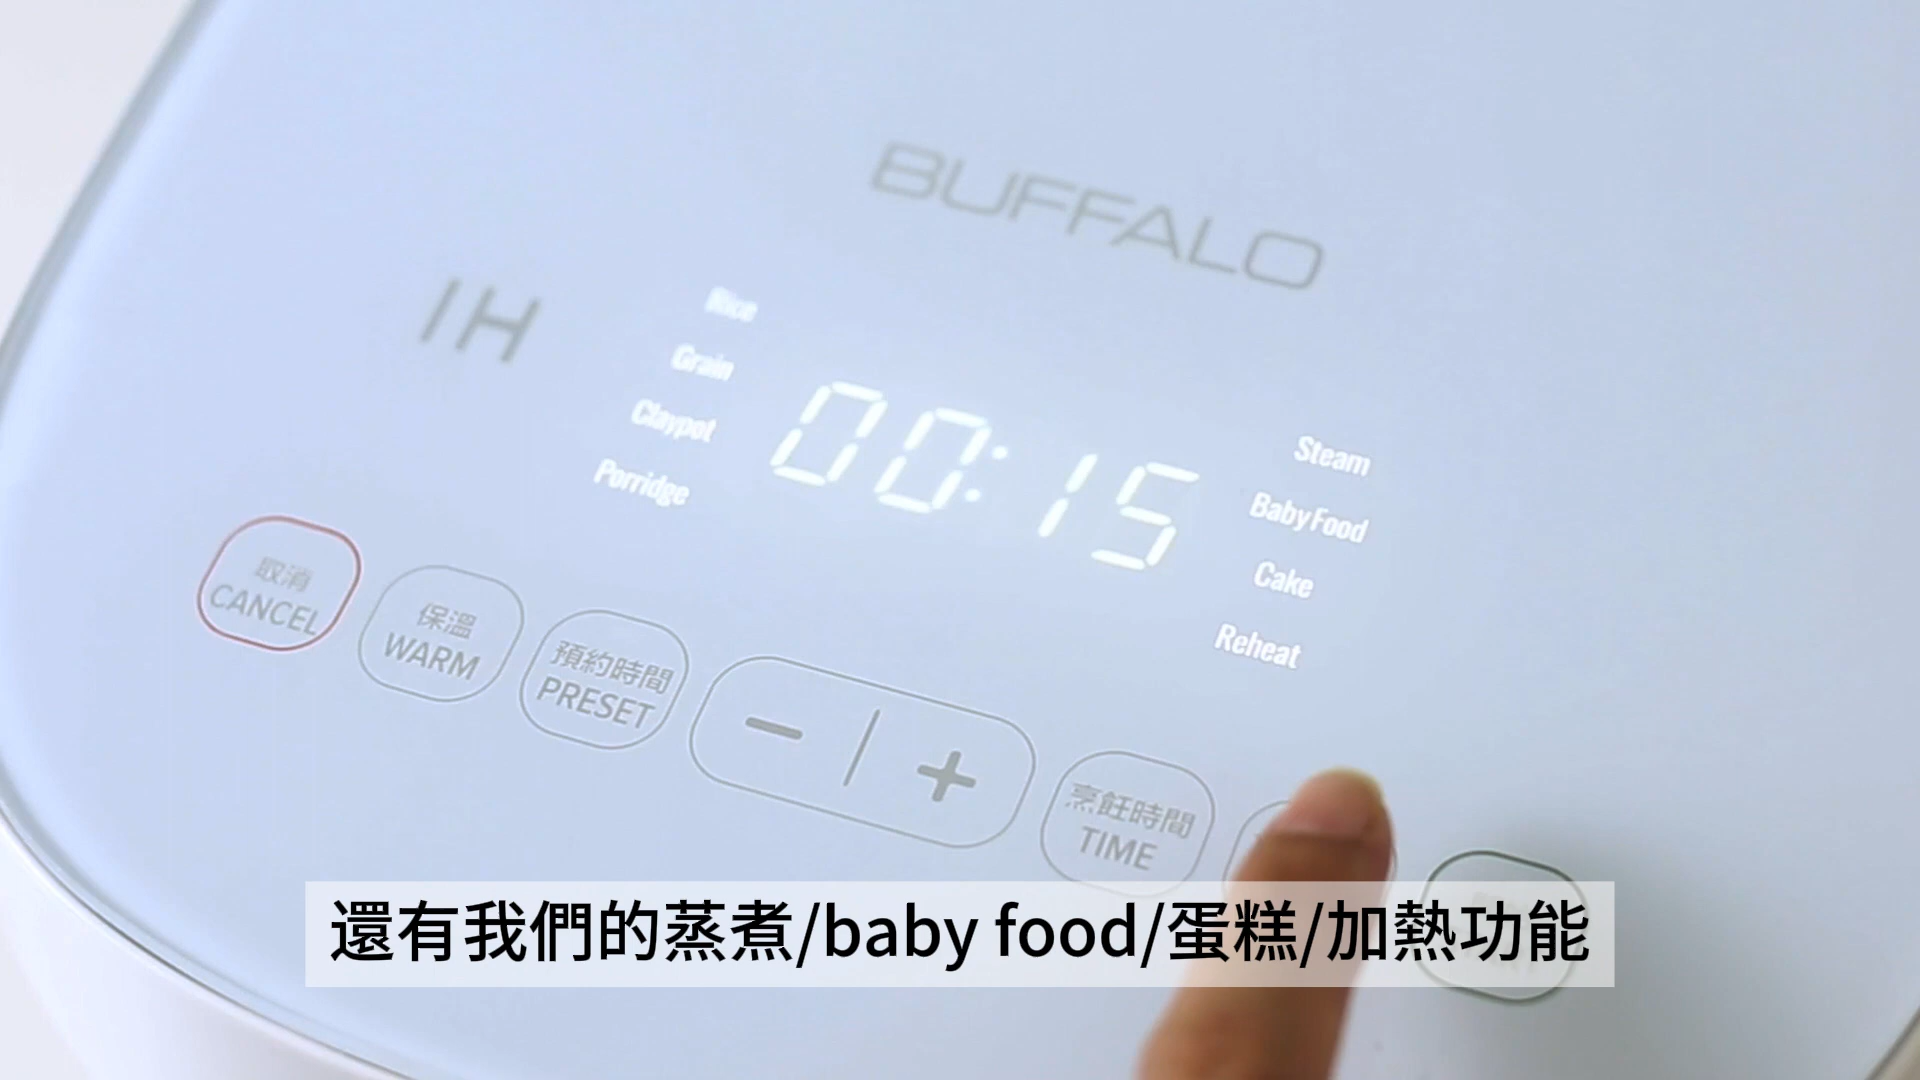 BUFFALO
IH
Rice
Grain
Claypot
Porridge
00:15
Steam
Baby Food
Cake
Reheat
取消
CANCEL
保溫
WARM
預約時間
PRESET
− | +
烹飪時間
TIME
還有我們的蒸煮/baby food/蛋糕/加熱功能